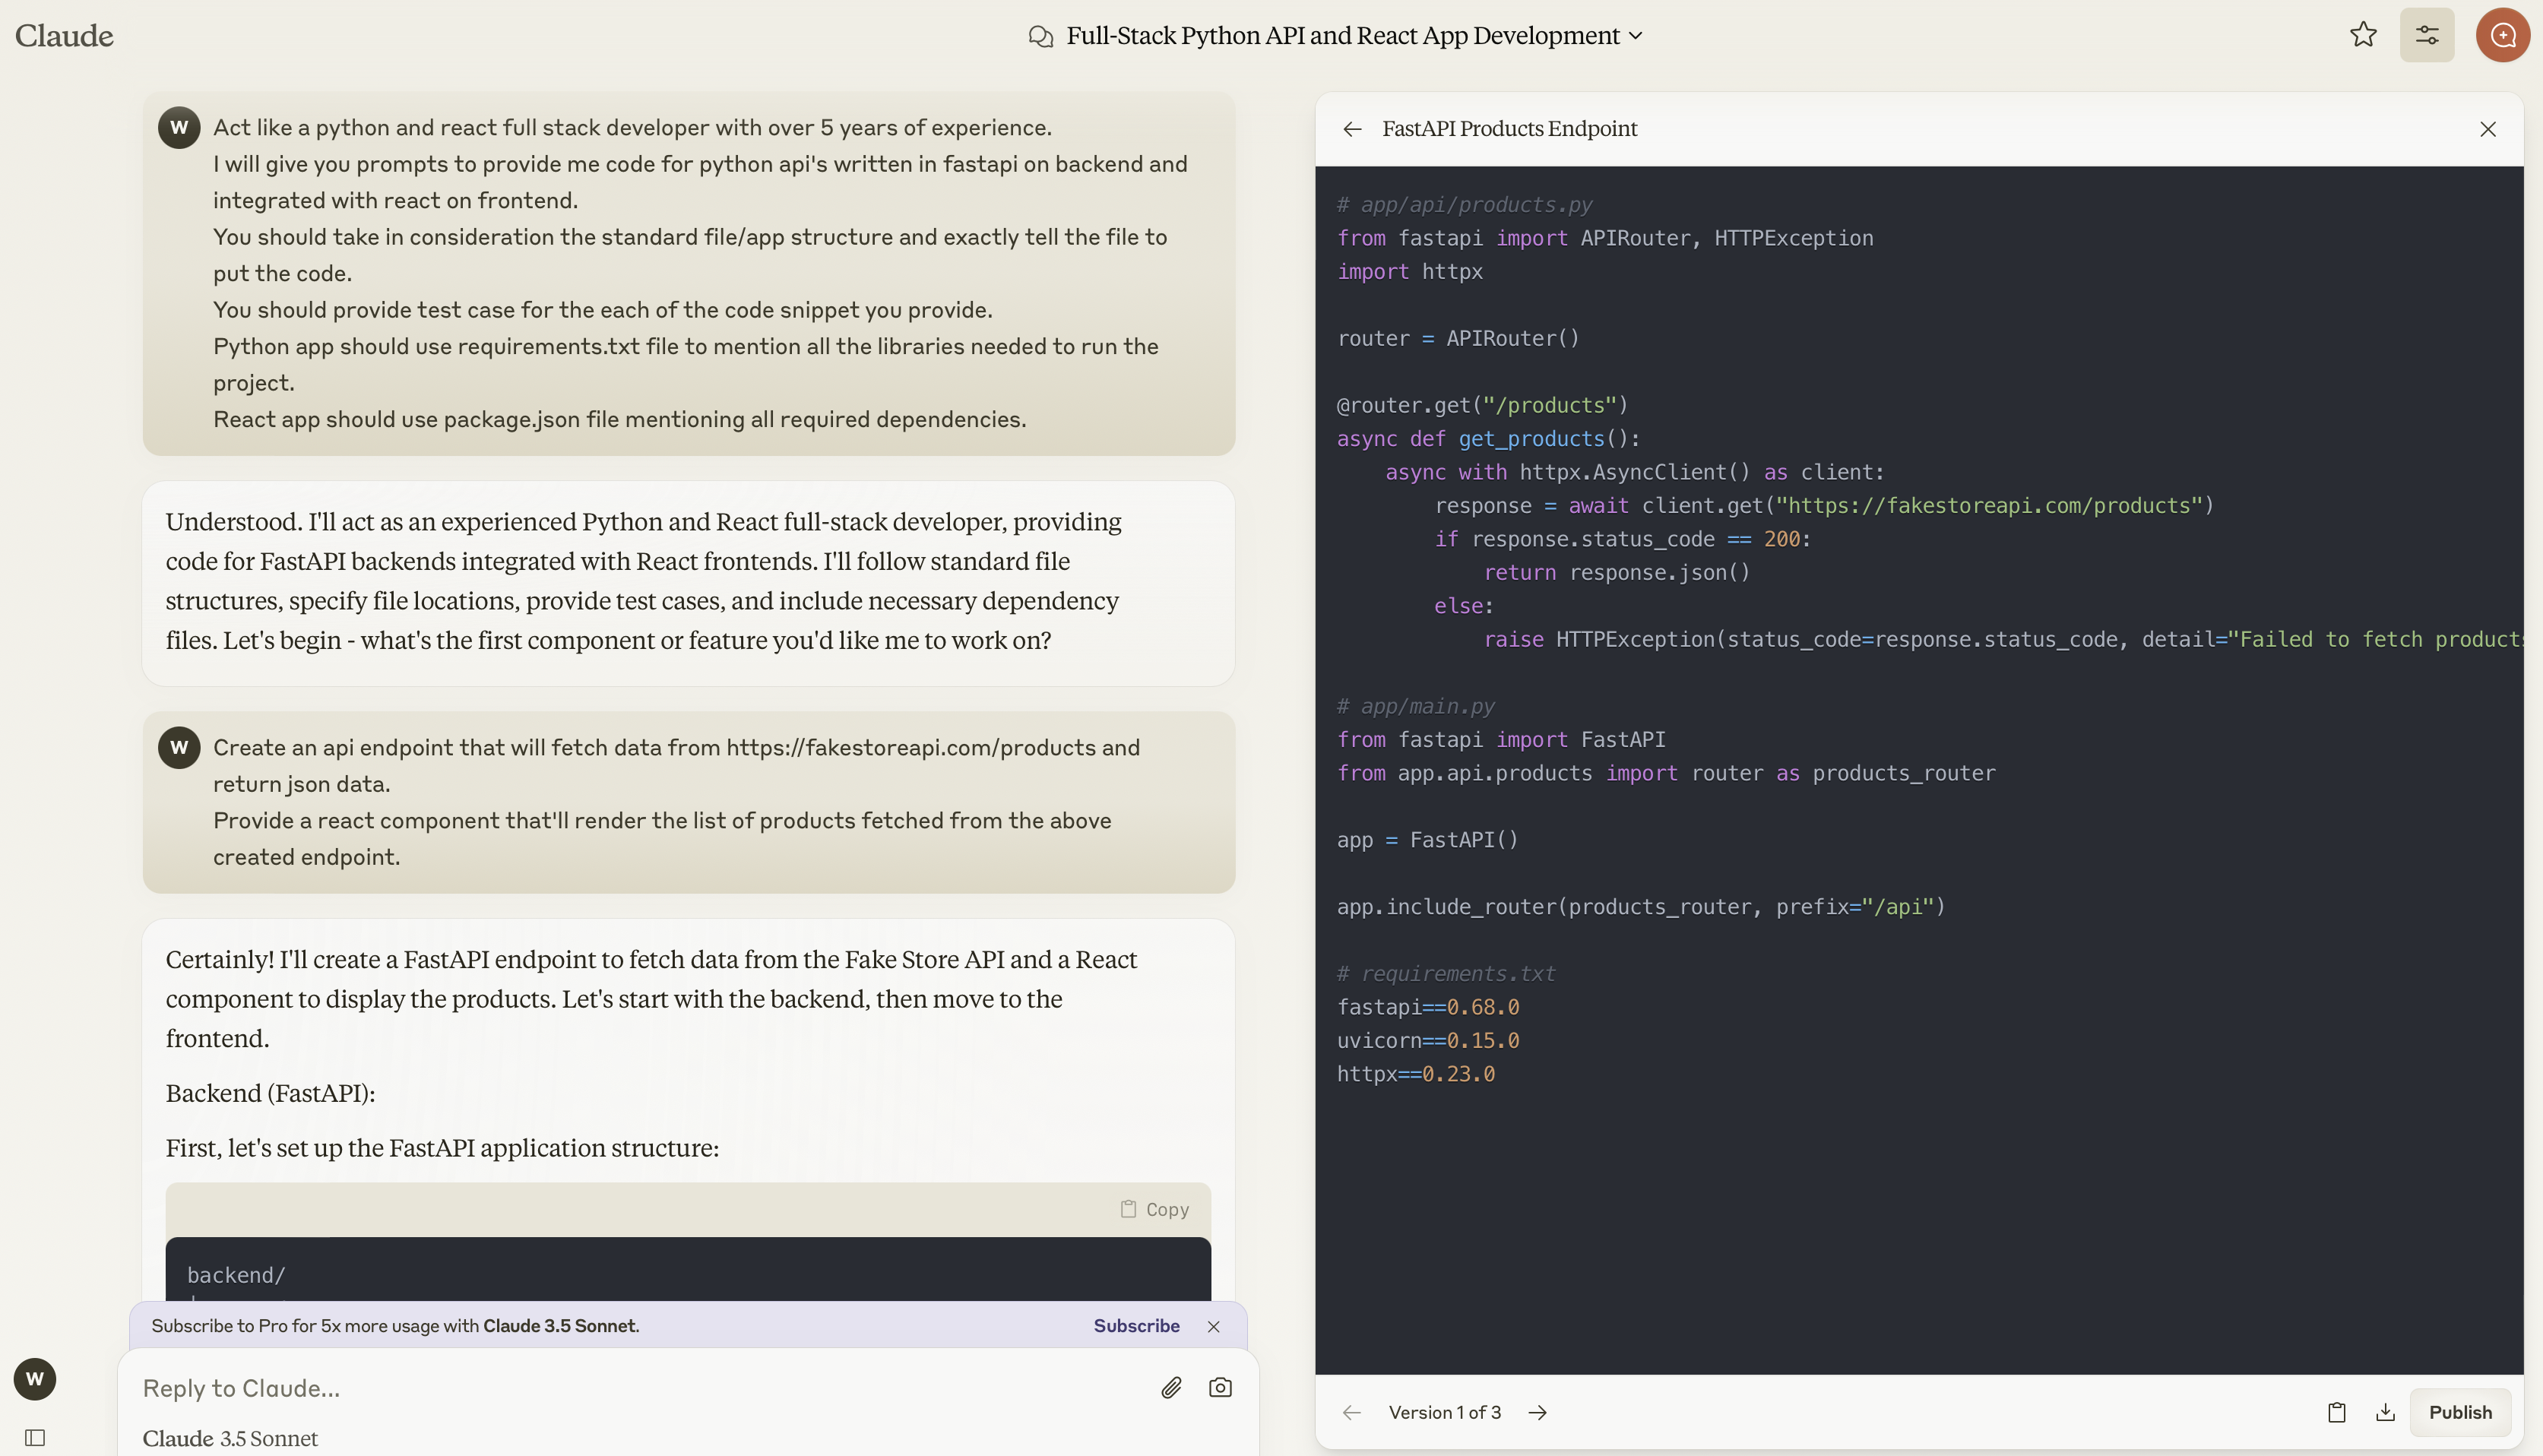 Claude
Full-Stack Python API and React App Development
W
Act like a python and react full stack developer with over 5 years of experience.
I will give you prompts to provide me code for python api's written in fastapi on backend and
integrated with react on frontend.
You should take in consideration the standard file/app structure and exactly tell the file to
put the code.
You should provide test case for the each of the code snippet you provide.
Python app should use requirements.txt file to mention all the libraries needed to run the
project.
React app should use package.json file mentioning all required dependencies.
Understood. I'll act as an experienced Python and React full-stack developer, providing
code for FastAPI backends integrated with React frontends. I'll follow standard file
structures, specify file locations, provide test cases, and include necessary dependency
files. Let's begin - what's the first component or feature you'd like me to work on?
W
Create an api endpoint that will fetch data from https://fakestoreapi.com/products and
return json data.
Provide a react component that'll render the list of products fetched from the above
created endpoint.
Certainly! I'll create a FastAPI endpoint to fetch data from the Fake Store API and a React
component to display the products. Let's start with the backend, then move to the
frontend.
Backend (FastAPI):
First, let's set up the FastAPI application structure:
Copy
backend/
Subscribe to Pro for 5x more usage with Claude 3.5 Sonnet.
Subscribe
W
Reply to Claude...
Claude 3.5 Sonnet
FastAPI Products Endpoint
# app/api/products.py
from fastapi import APIRouter, HTTPException
import httpx
router = APIRouter()
@router.get("/products")
async def get_products():
    async with httpx.AsyncClient() as client:
        response = await client.get("https://fakestoreapi.com/products")
        if response.status_code == 200:
            return response.json()
        else:
            raise HTTPException(status_code=response.status_code, detail="Failed to fetch products
# app/main.py
from fastapi import FastAPI
from app.api.products import router as products_router
app = FastAPI()
app.include_router(products_router, prefix="/api")
# requirements.txt
fastapi==0.68.0
uvicorn==0.15.0
httpx==0.23.0
Version 1 of 3
Publish